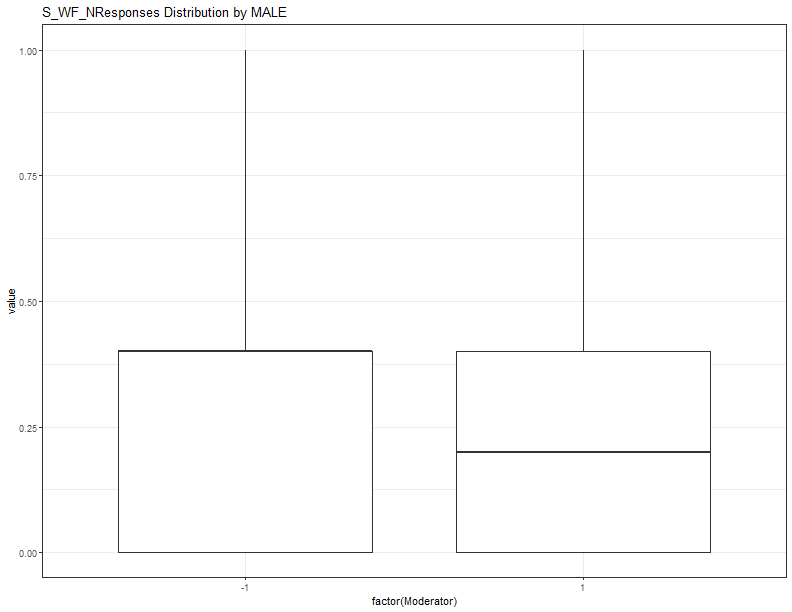 S_WF_NResponses Distribution by MALE
1.00
0.75
0.50
0.25
0.00
value
-1
1
factor(Moderator)